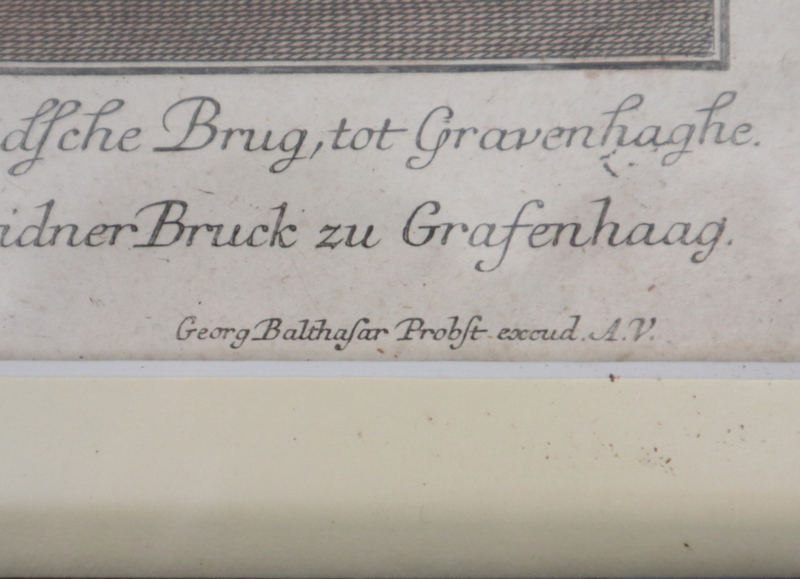 dſche Brug, tot Gravenhaghe.
idner Bruck zu Grafenhaag.
Georg Balthaſar Probſt excud. A.V.